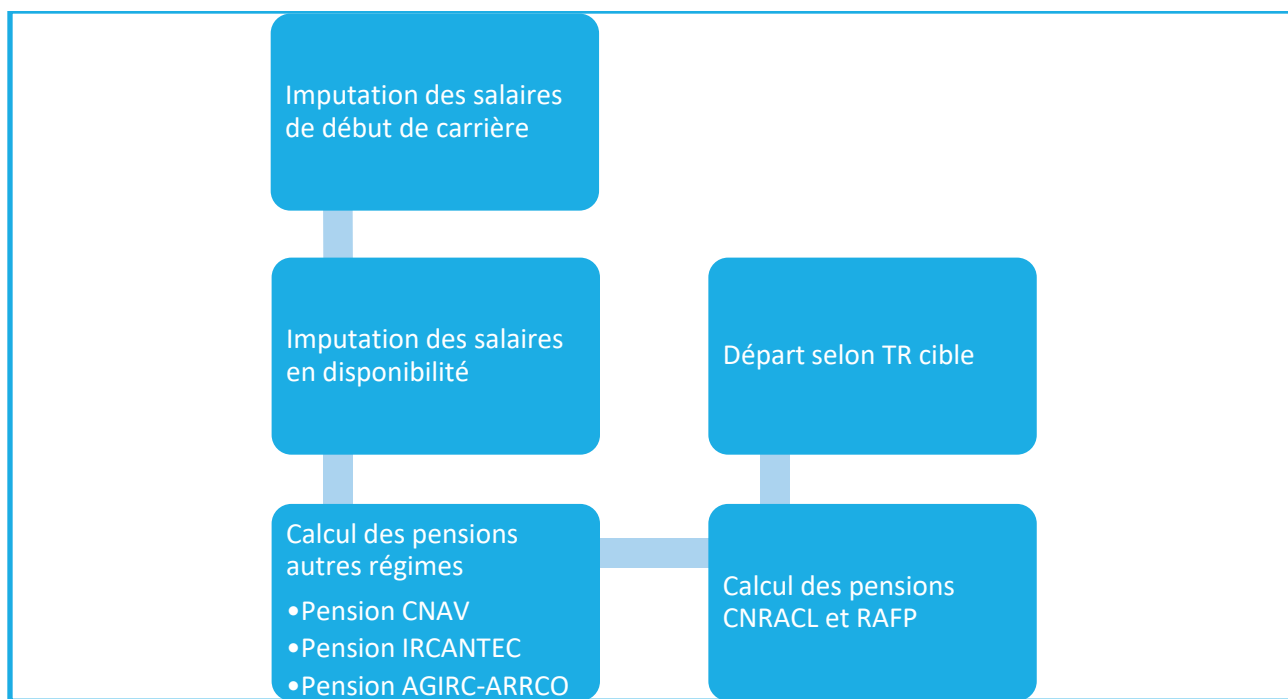 Imputation des salaires
de début de carrière
Imputation des salaires
en disponibilité
Calcul des pensions
autres régimes
•Pension CNAV
•Pension IRCANTEC
•Pension AGIRC-ARRCO
Calcul des pensions
CNRACL et RAFP
Départ selon TR cible